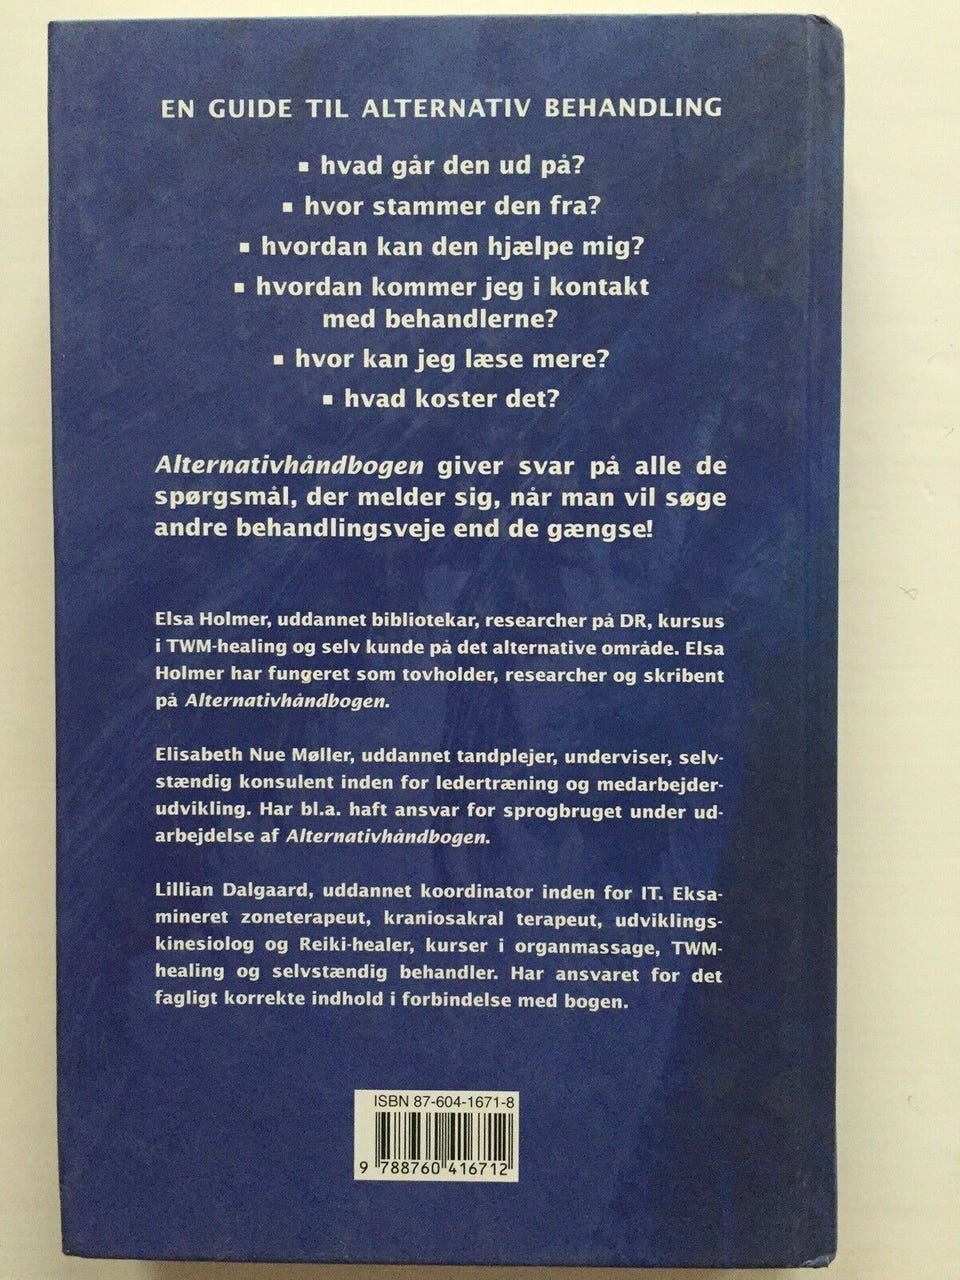 EN GUIDE TIL ALTERNATIV BEHANDLING
▪ hvad går den ud på?
▪ hvor stammer den fra?
▪ hvordan kan den hjælpe mig?
▪ hvordan kommer jeg i kontakt
med behandlerne?
▪ hvor kan jeg læse mere?
▪ hvad koster det?
Alternativhåndbogen giver svar på alle de
spørgsmål, der melder sig, når man vil søge
andre behandlingsveje end de gængse!
Elsa Holmer, uddannet bibliotekar, researcher på DR, kursus
i TWM-healing og selv kunde på det alternative område. Elsa
Holmer har fungeret som tovholder, researcher og skribent
på Alternativhåndbogen.
Elisabeth Nue Møller, uddannet tandplejer, underviser, selv-
stændig konsulent inden for ledertræning og medarbejder-
udvikling. Har bl.a. haft ansvar for sprogbruget under ud-
arbejdelse af Alternativhåndbogen.
Lillian Dalgaard, uddannet koordinator inden for IT. Eksa-
mineret zoneterapeut, kraniosakral terapeut, udviklings-
kinesiolog og Reiki-healer, kurser i organmassage, TWM-
healing og selvstændig behandler. Har ansvaret for det
fagligt korrekte indhold i forbindelse med bogen.
ISBN 87-604-1671-8
9 788760 416712